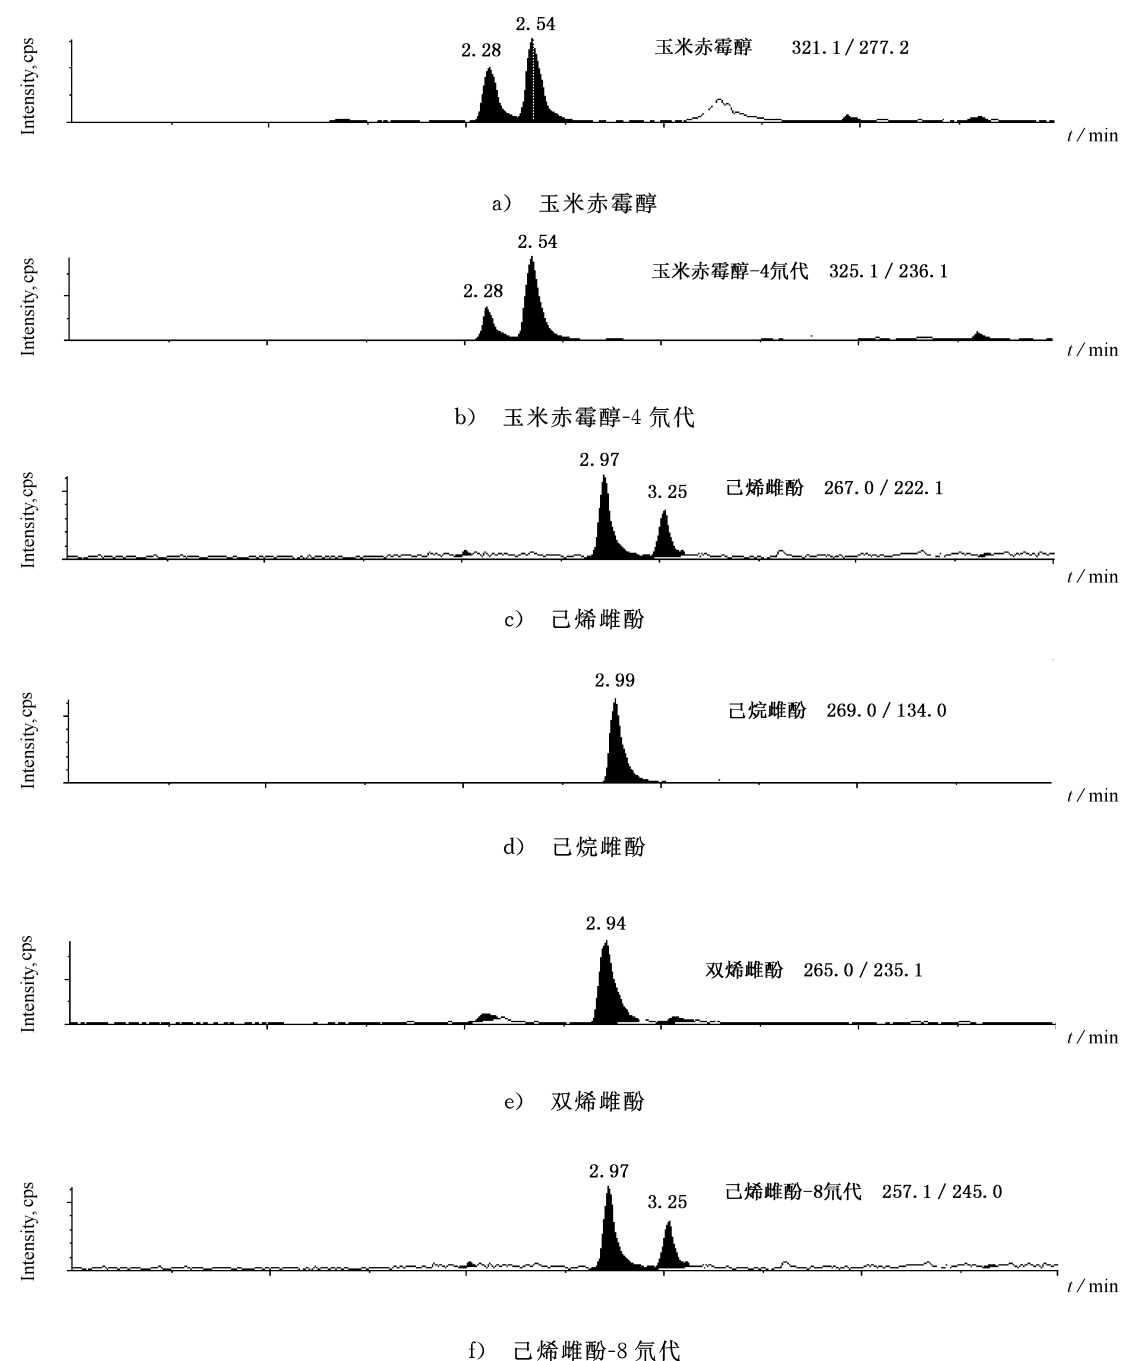 2.54
2.28
玉米赤霉醇 321.1/277.2
Intensity,cps
t/min
a) 玉米赤霉醇
2.54
2.28
玉米赤霉醇-4氘代 325.1/236.1
Intensity,cps
t/min
b) 玉米赤霉醇-4氘代
2.97
3.25
己烯雌酚 267.0/222.1
Intensity,cps
t/min
c) 己烯雌酚
2.99
己烷雌酚 269.0/134.0
Intensity,cps
t/min
d) 己烷雌酚
2.94
双烯雌酚 265.0/235.1
Intensity,cps
t/min
e) 双烯雌酚
2.97
3.25
己烯雌酚-8氘代 257.1/245.0
Intensity,cps
t/min
f) 己烯雌酚-8氘代